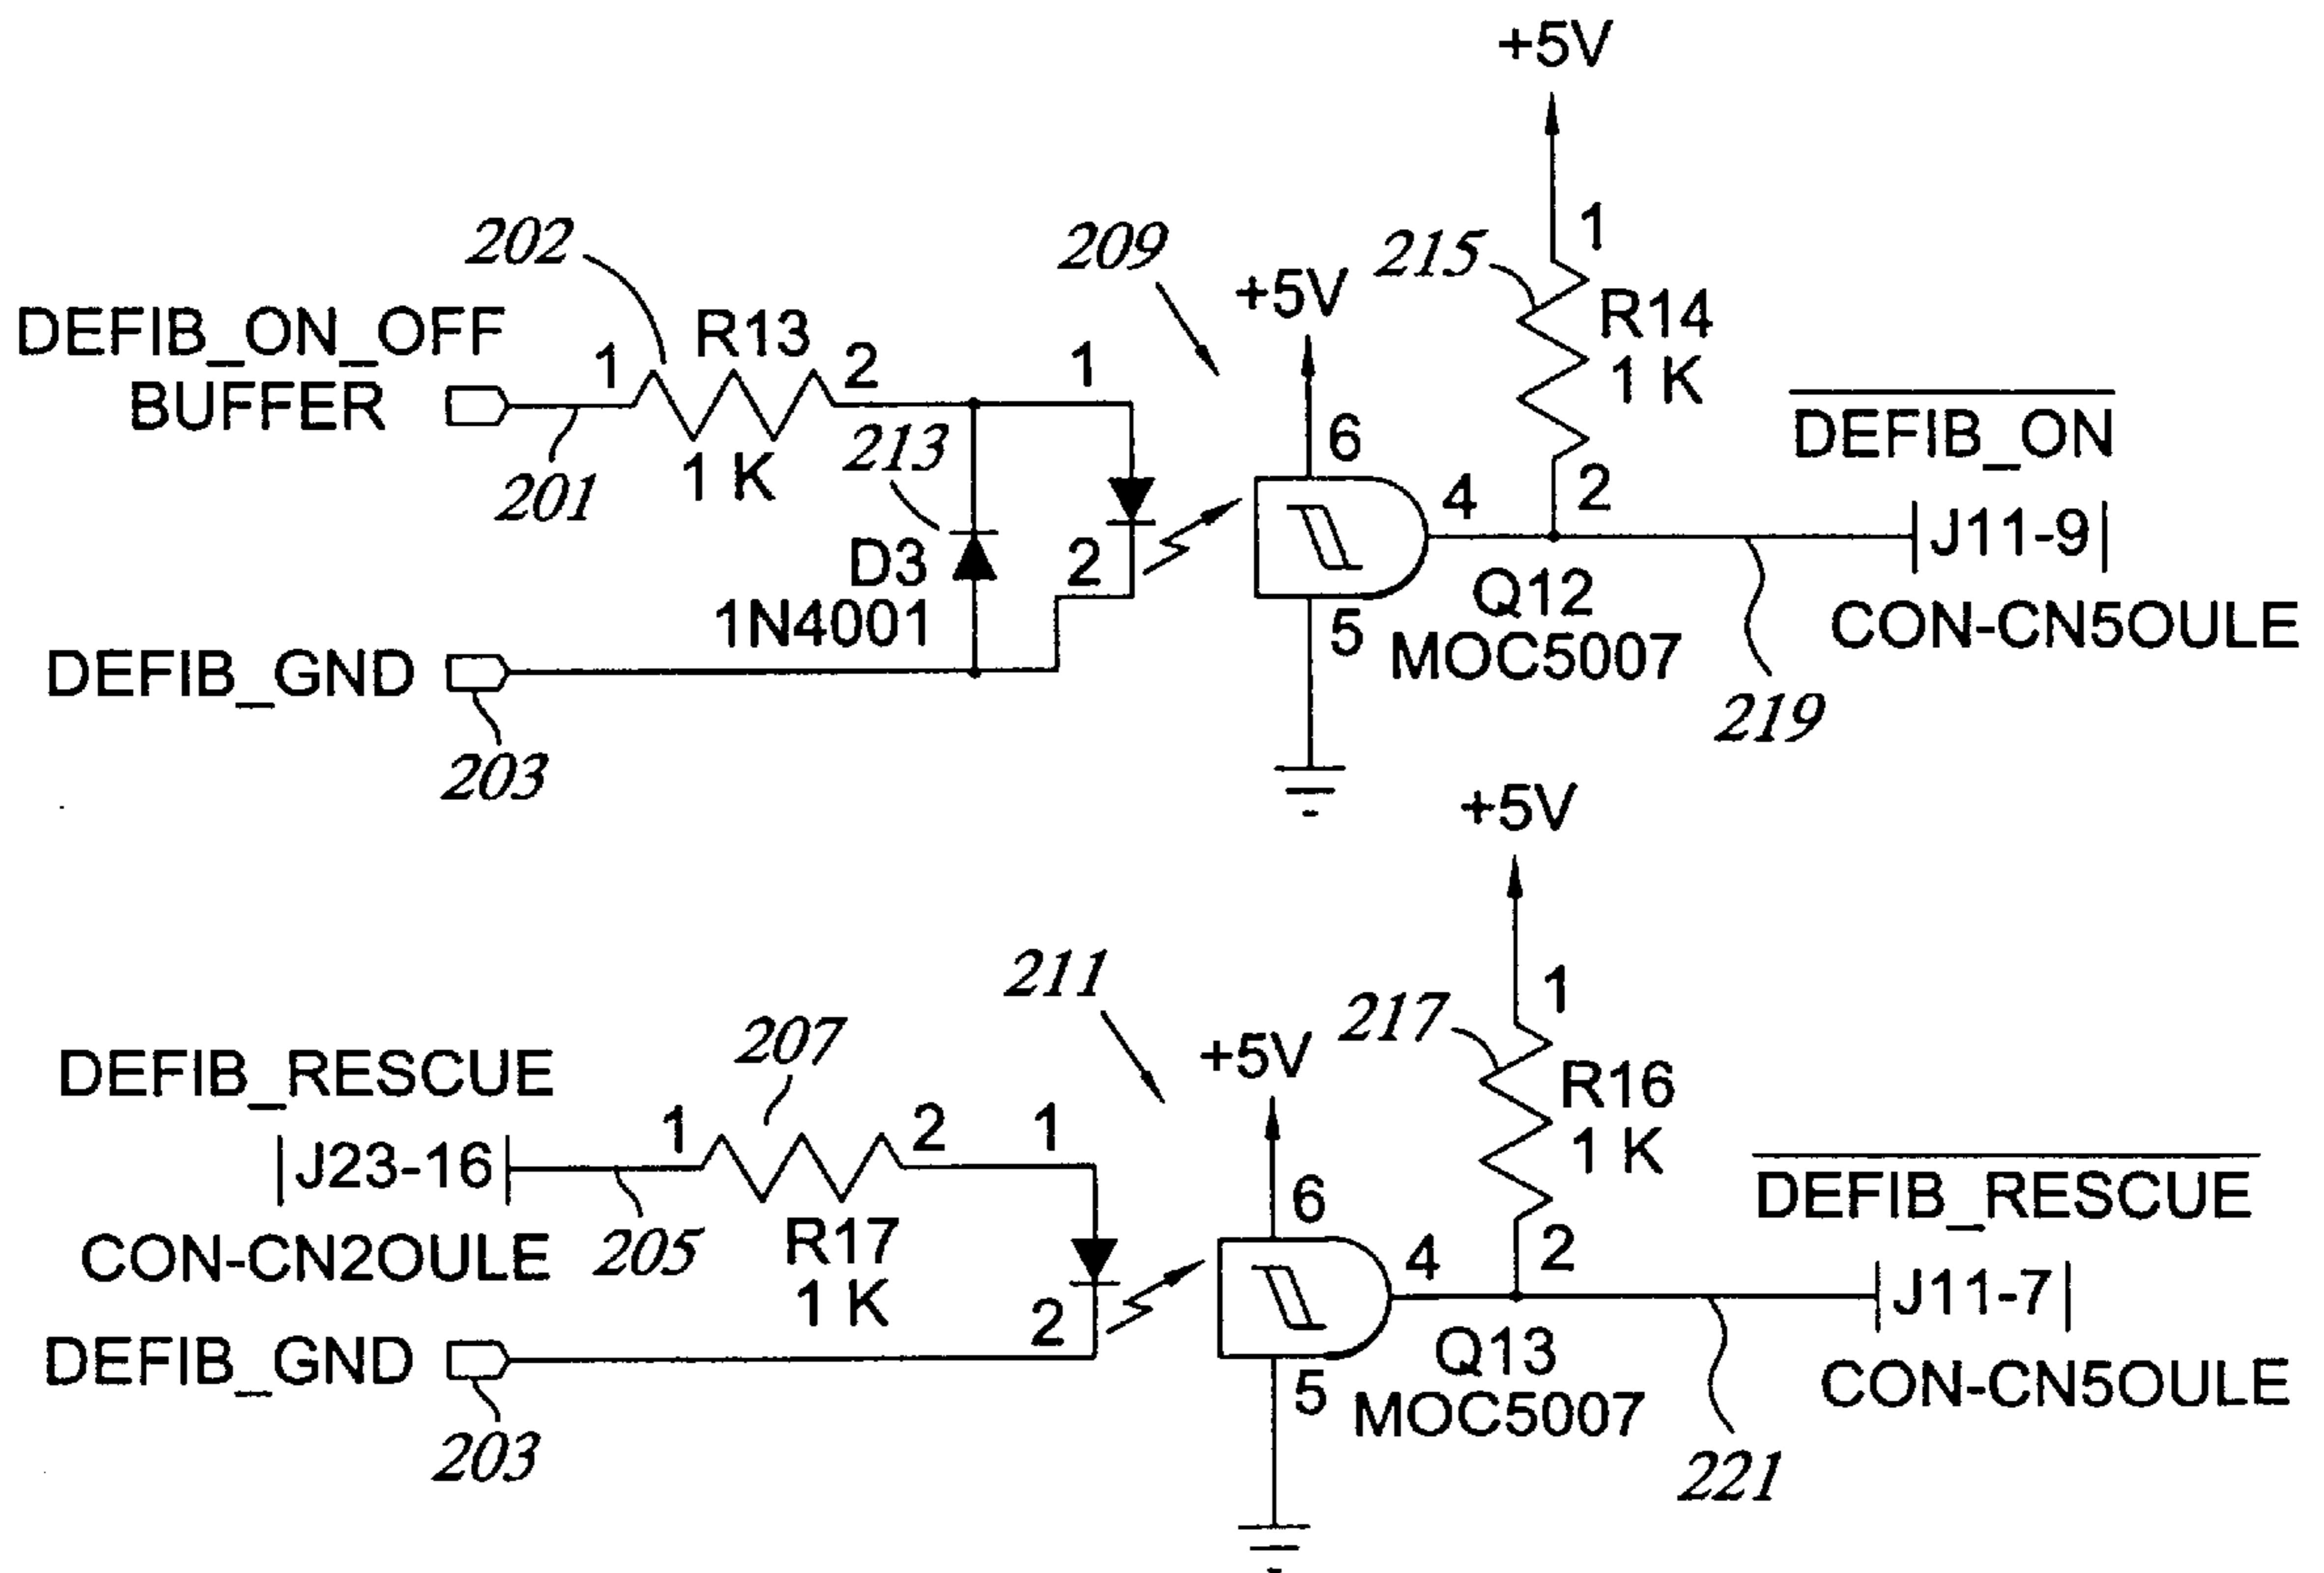 +5V
202
209
215
1
DEFIB_ON_OFF
BUFFER
1
R13
2
1
+5V
R14
1 K
6
DEFIB_ON
201
1 K
213
4
2
J11-9
D3
1N4001
2
5
Q12
MOC5007
CON-CN5OULE
DEFIB_GND
203
219
+5V
211
217
1
207
+5V
DEFIB_RESCUE
1
2
1
R16
1 K
6
DEFIB_RESCUE
J23-16
205
R17
1 K
4
2
J11-7
CON-CN2OULE
2
5
Q13
MOC5007
CON-CN5OULE
DEFIB_GND
203
221